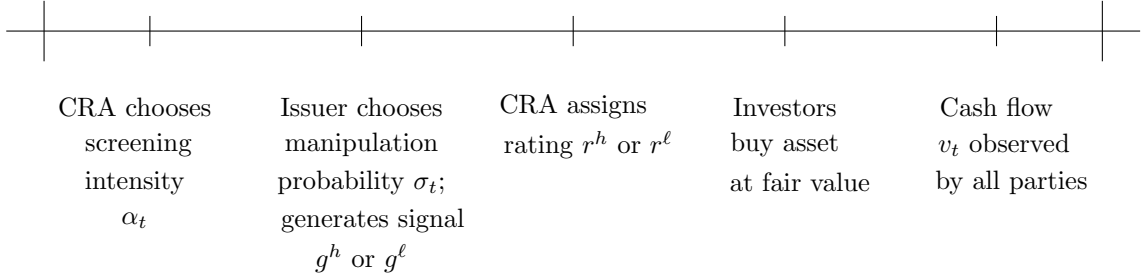 CRA chooses
screening
intensity
α_t
Issuer chooses
manipulation
probability σ_t;
generates signal
g^h or g^ℓ
CRA assigns
rating r^h or r^ℓ
Investors
buy asset
at fair value
Cash flow
v_t observed
by all parties